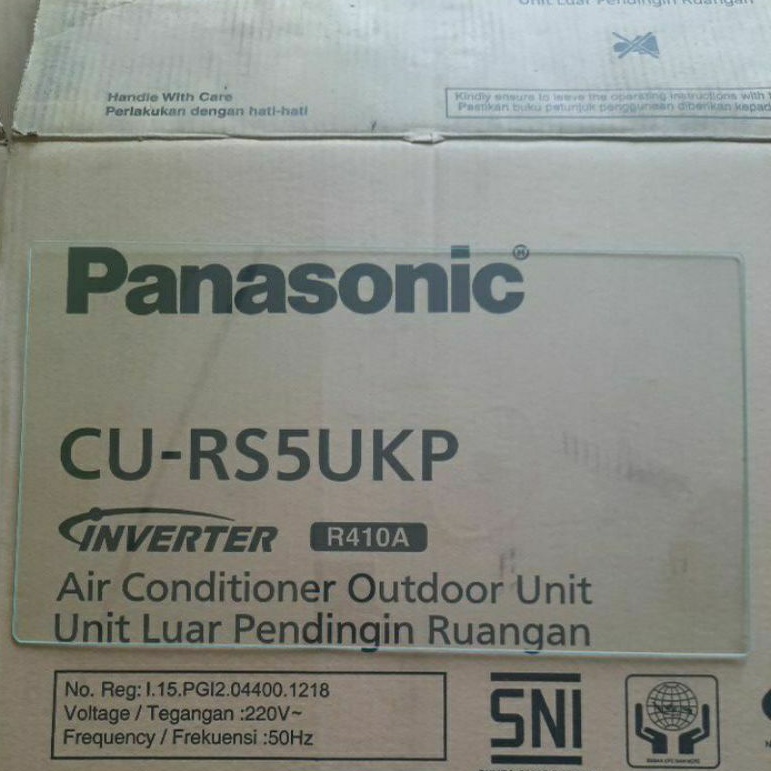 Unit Luar Pendingin Ruangan
Handle With Care
Perlakukan dengan hati-hati
Kindly ensure to leave the operating instructions with
Pastikan buku petunjuk penggunaan diberikan kepada
Panasonic®
CU-RS5UKP
INVERTER R410A
Air Conditioner Outdoor Unit
Unit Luar Pendingin Ruangan
No. Reg: I.15.PGI2.04400.1218
Voltage / Tegangan :220V~
Frequency / Frekuensi :50Hz
SNI